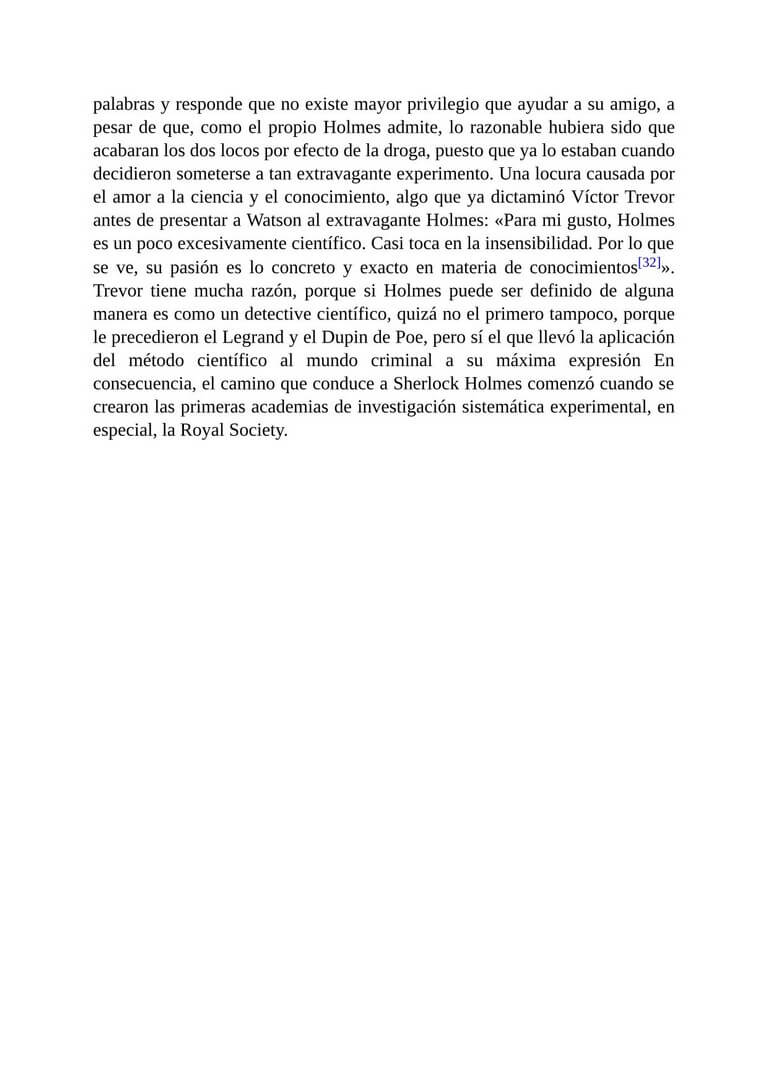 palabras y responde que no existe mayor privilegio que ayudar a su amigo, a
pesar de que, como el propio Holmes admite, lo razonable hubiera sido que
acabaran los dos locos por efecto de la droga, puesto que ya lo estaban cuando
decidieron someterse a tan extravagante experimento. Una locura causada por
el amor a la ciencia y el conocimiento, algo que ya dictaminó Víctor Trevor
antes de presentar a Watson al extravagante Holmes: «Para mi gusto, Holmes
es un poco excesivamente científico. Casi toca en la insensibilidad. Por lo que
se ve, su pasión es lo concreto y exacto en materia de conocimientos[32]».
Trevor tiene mucha razón, porque si Holmes puede ser definido de alguna
manera es como un detective científico, quizá no el primero tampoco, porque
le precedieron el Legrand y el Dupin de Poe, pero sí el que llevó la aplicación
del método científico al mundo criminal a su máxima expresión En
consecuencia, el camino que conduce a Sherlock Holmes comenzó cuando se
crearon las primeras academias de investigación sistemática experimental, en
especial, la Royal Society.